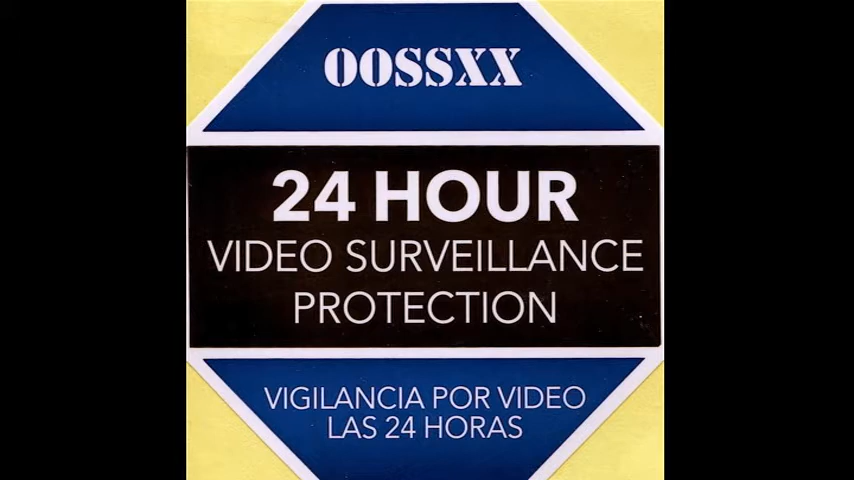 OOSSXX
24 HOUR
VIDEO SURVEILLANCE
PROTECTION
VIGILANCIA POR VIDEO
LAS 24 HORAS